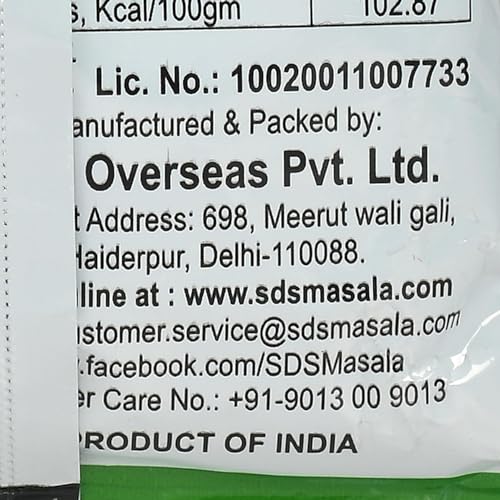 , Kcal/100gm 102.87
Lic. No.: 10020011007733
anufactured & Packed by:
Overseas Pvt. Ltd.
t Address: 698, Meerut wali gali,
Haiderpur, Delhi-110088.
line at : www.sdsmasala.com
ustomer.service@sdsmasala.com
.facebook.com/SDSMasala
er Care No.: +91-9013 00 9013
PRODUCT OF INDIA